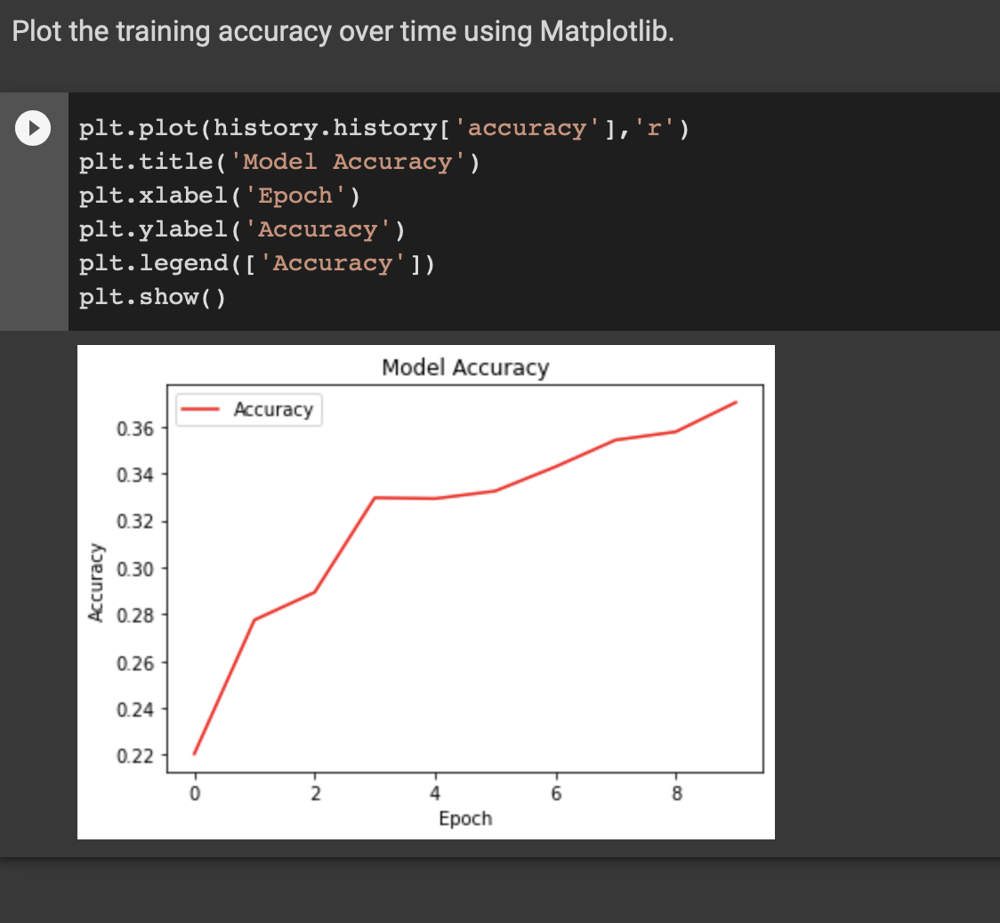 Plot the training accuracy over time using Matplotlib.
plt.plot(history.history['accuracy'],'r')
plt.title('Model Accuracy')
plt.xlabel('Epoch')
plt.ylabel('Accuracy')
plt.legend(['Accuracy'])
plt.show()
Model Accuracy
Accuracy
0.36
0.34
0.32
0.30
0.28
0.26
0.24
0.22
Accuracy
0 2 4 6 8
Epoch